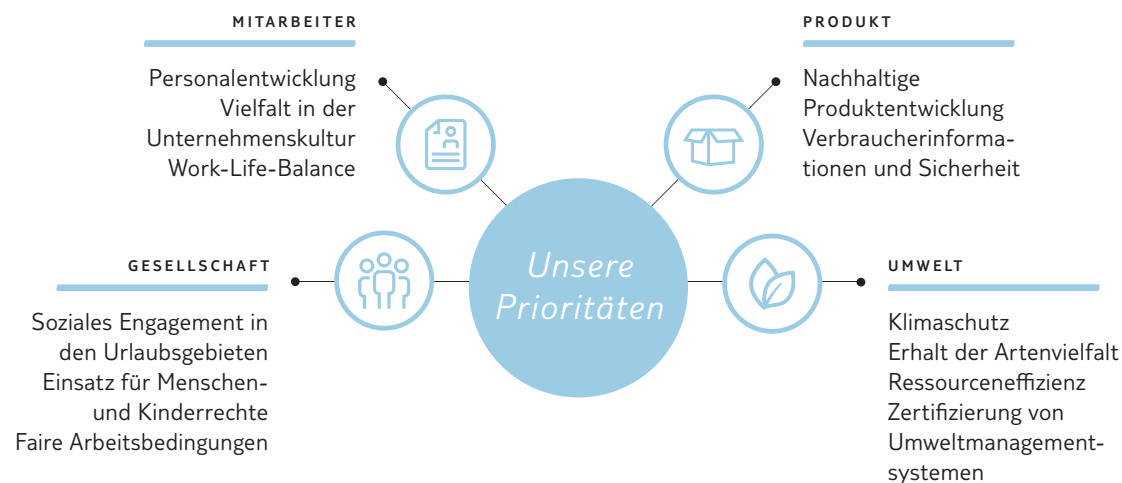 MITARBEITER
Personalentwicklung
Vielfalt in der
Unternehmenskultur
Work-Life-Balance
PRODUKT
Nachhaltige
Produktentwicklung
Verbraucherinforma-
tionen und Sicherheit
Unsere
Prioritäten
GESELLSCHAFT
Soziales Engagement in
den Urlaubsgebieten
Einsatz für Menschen-
und Kinderrechte
Faire Arbeitsbedingungen
UMWELT
Klimaschutz
Erhalt der Artenvielfalt
Ressourceneffizienz
Zertifizierung von
Umweltmanagement-
systemen